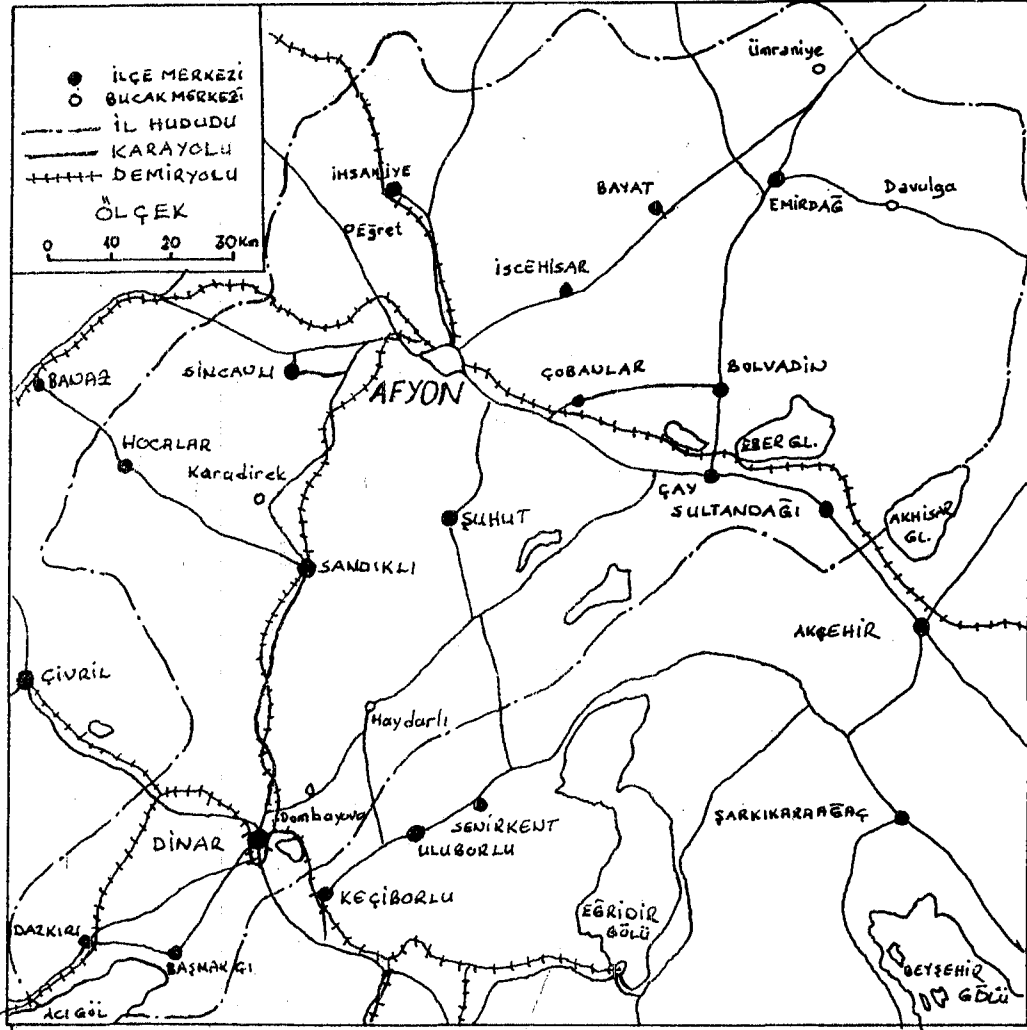 İLÇE MERKEZİ
BUCAK MERKEZİ
İL HUDUDU
KARAYOLU
DEMİRYOLU
ÖLÇEK
0 10 20 30 Km
Ümraniye
İHSANİYE
BAYAT
EMİRDAĞ
Davulga
Eğret
İSCEHİSAR
BANAZ
SİNCANLI
AFYON
ÇOBANLAR
BOLVADİN
HOCALAR
Karadirek
EBER GL.
ÇAY
SULTANDAĞI
AKHİSAR
GL.
ŞUHUT
SANDIKLI
AKŞEHİR
ÇİVRİL
Haydarlı
Dombayova
DİNAR
SENİRKENT
ULUBORLU
ŞARKIKARAAĞAÇ
KEÇİBORLU
DAZKIRI
BAŞMAKÇI
EĞRİDİR
GÖLÜ
BEYŞEHİR
GÖLÜ
ACI GÖL